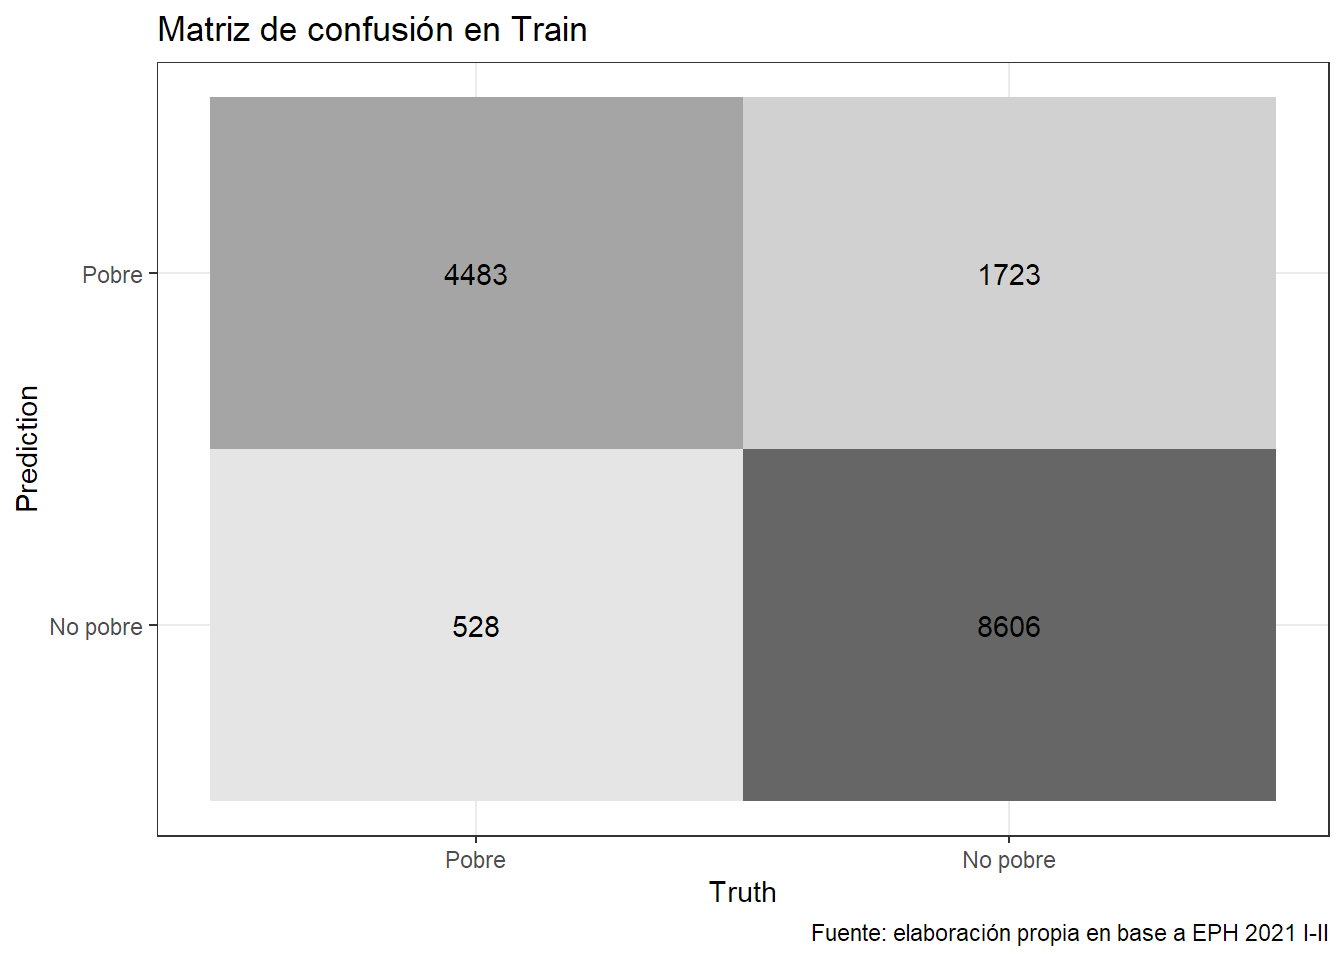 Matriz de confusión en Train
Prediction
Pobre
4483
1723
No pobre
528
8606
Pobre
No pobre
Truth
Fuente: elaboración propia en base a EPH 2021 I-II